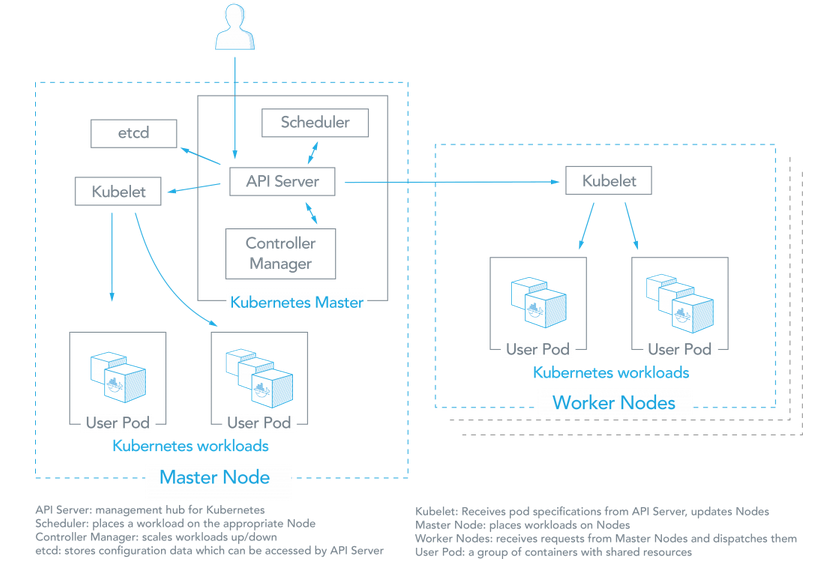 etcd
Scheduler
Kubelet
API Server
Kubelet
Controller
Manager
Kubernetes Master
User Pod
User Pod
Kubernetes workloads
Master Node
User Pod
User Pod
Kubernetes workloads
Worker Nodes
API Server: management hub for Kubernetes
Scheduler: places a workload on the appropriate Node
Controller Manager: scales workloads up/down
etcd: stores configuration data which can be accessed by API Server
Kubelet: Receives pod specifications from API Server, updates Nodes
Master Node: places workloads on Nodes
Worker Nodes: receives requests from Master Nodes and dispatches them
User Pod: a group of containers with shared resources